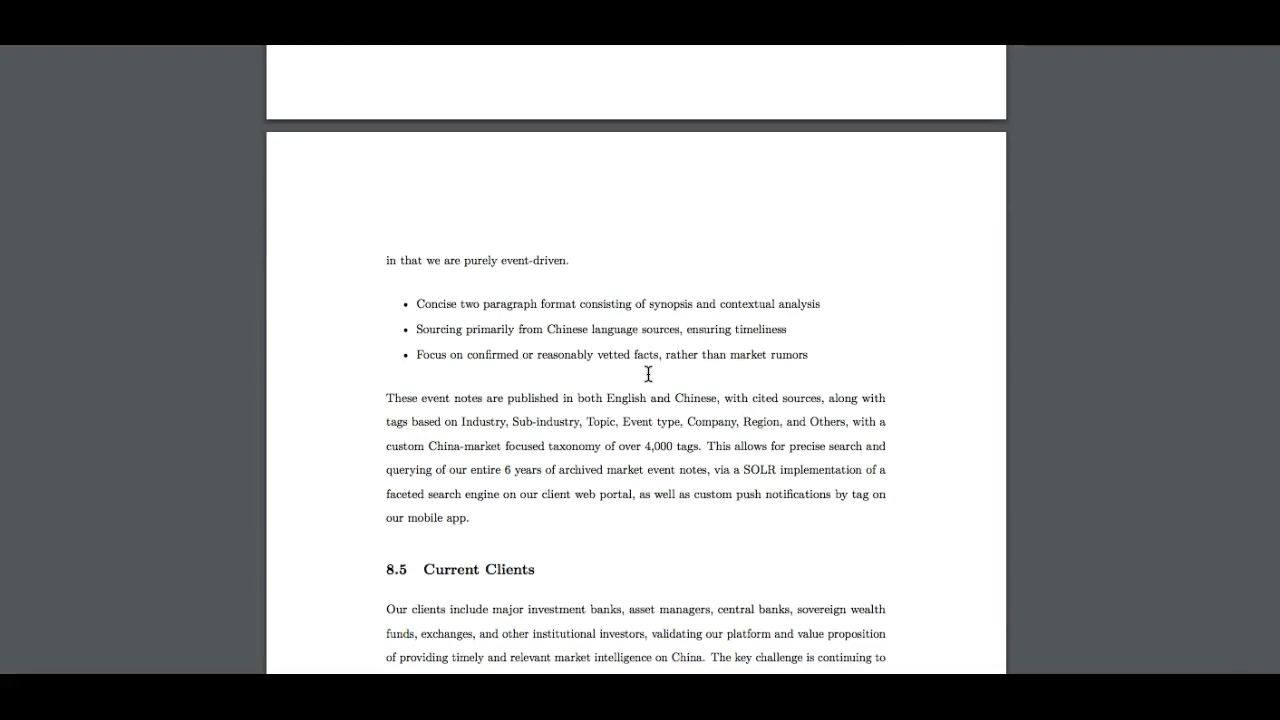 in that we are purely event-driven.
• Concise two paragraph format consisting of synopsis and contextual analysis
• Sourcing primarily from Chinese language sources, ensuring timeliness
• Focus on confirmed or reasonably vetted facts, rather than market rumors
These event notes are published in both English and Chinese, with cited sources, along with
tags based on Industry, Sub-industry, Topic, Event type, Company, Region, and Others, with a
custom China-market focused taxonomy of over 4,000 tags. This allows for precise search and
querying of our entire 6 years of archived market event notes, via a SOLR implementation of a
faceted search engine on our client web portal, as well as custom push notifications by tag on
our mobile app.
8.5 Current Clients
Our clients include major investment banks, asset managers, central banks, sovereign wealth
funds, exchanges, and other institutional investors, validating our platform and value proposition
of providing timely and relevant market intelligence on China. The key challenge is continuing to